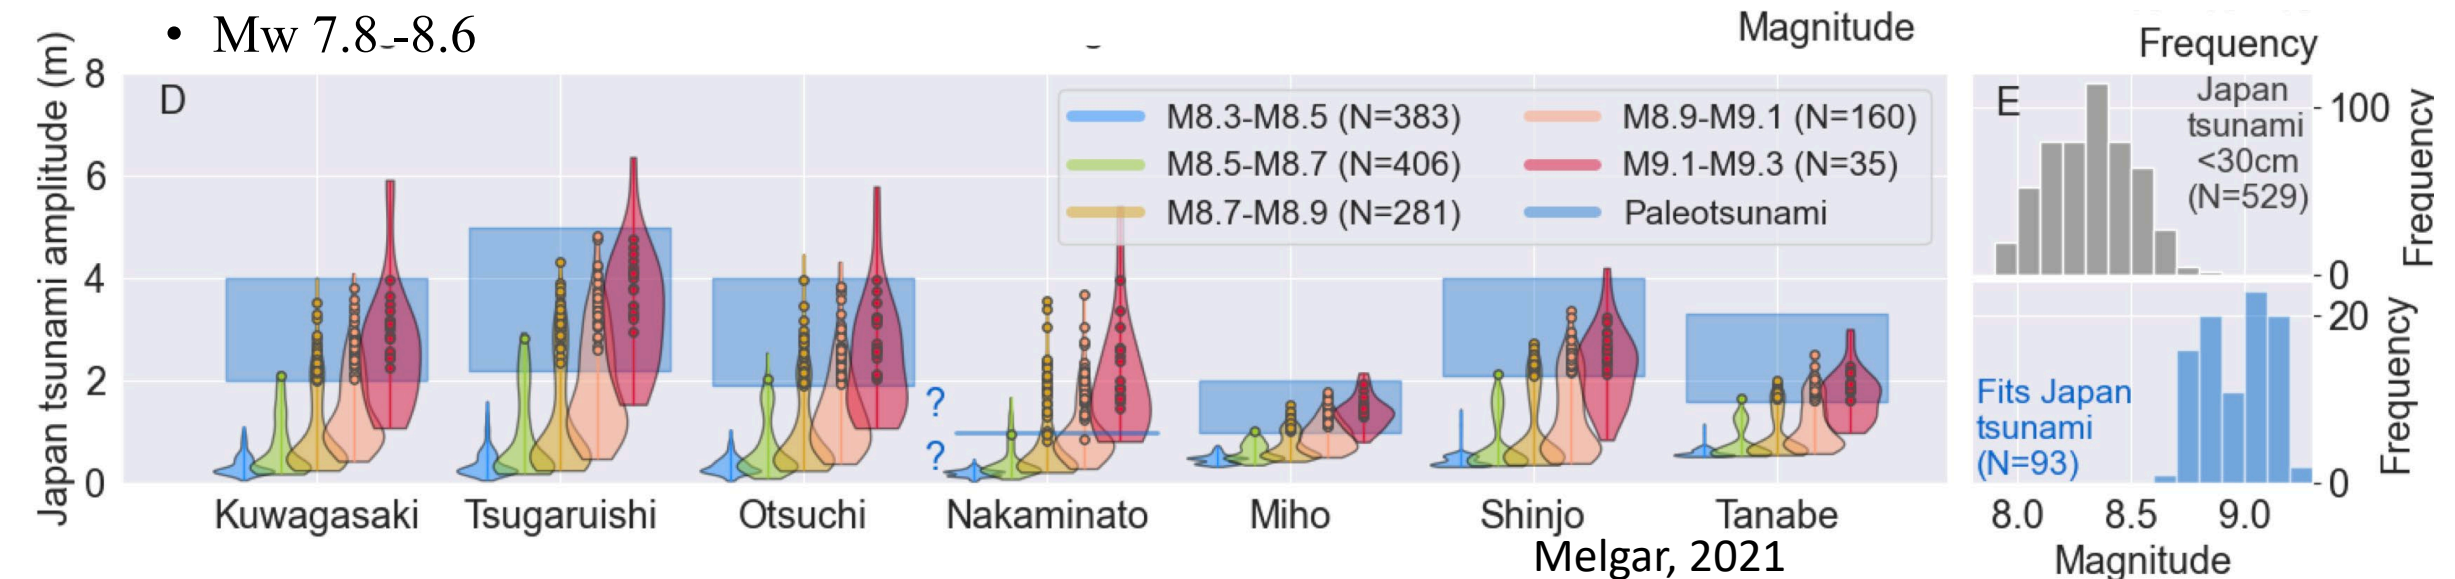 • Mw 7.8-8.6
Magnitude
Frequency
Japan tsunami amplitude (m)
8
6
4
2
0
D
M8.3-M8.5 (N=383)
M8.5-M8.7 (N=406)
M8.7-M8.9 (N=281)
M8.9-M9.1 (N=160)
M9.1-M9.3 (N=35)
Paleotsunami
?
?
Kuwagasaki
Tsugaruishi
Otsuchi
Nakaminato
Miho
Shinjo
Tanabe
Melgar, 2021
E
Japan
tsunami
<30cm
(N=529)
100
0
Frequency
Fits Japan
tsunami
(N=93)
20
0
Frequency
8.0
8.5
9.0
Magnitude